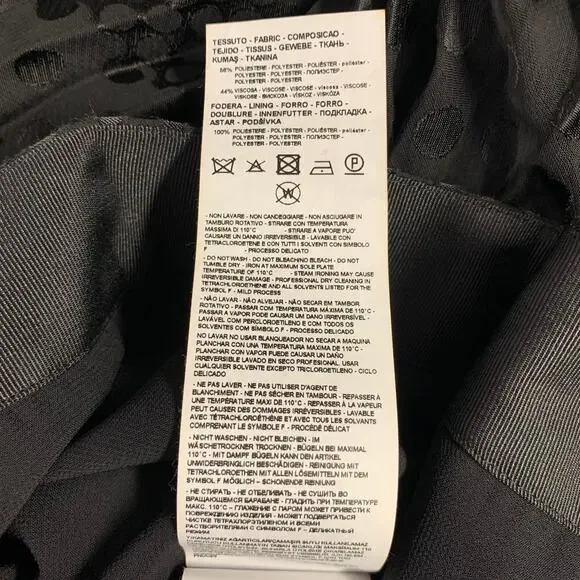 TESSUTO - FABRIC - COMPOSICAO -
TEJIDO - TISSUS - GEWEBE - ТКАНЬ -
KUMAŞ - TKANINA
56% POLIESTERE - POLYESTER - POLIÉSTER - poliéster -
POLYESTER - POLYESTER - ПОЛИЭСТЕР -
POLYESTER - POLYESTER
44% VISCOSA - VISCOSE - VISCOSE - viscosa - VISCOSE -
VISKOSE - ВИСКОЗА - VİSKOZ - VISKÓZA
FODERA - LINING - FORRO - FORRO -
DOUBLURE - INNENFUTTER - ПОДКЛАДКА -
ASTAR - PODŠÍVKA
100% POLIESTERE - POLYESTER - POLIÉSTER - poliéster -
POLYESTER - POLYESTER - ПОЛИЭСТЕР -
POLYESTER - POLYESTER
P
W
- NON LAVARE - NON CANDEGGIARE - NON ASCIUGARE IN
TAMBURO ROTATIVO - STIRARE CON TEMPERATURA
MASSIMA DI 110°C - STIRARE A VAPORE PUO'
CAUSARE UN DANNO IRREVERSIBILE - LAVABILE CON
TETRACLOROETENE E CON TUTTI I SOLVENTI CON SIMBOLO
F - PROCESSO DELICATO
- DO NOT WASH - DO NOT BLEACHING BLEACH - DO NOT
TUMBLE DRY - IRON AT MAXIMUM SOLE PLATE
TEMPERATURE OF 110°C - STEAM IRONING MAY CAUSE
IRREVERSIBLE DAMAGE - PROFESSIONAL DRY CLEANING IN
TETRACHLOROETHENE AND ALL SOLVENTS LISTED FOR THE
SYMBOL F - MILD PROCESS
- NÃO LAVAR - NÃO ALVEJAR - NÃO SECAR EM TAMBOR
ROTATIVO - PASSAR COM TEMPERATURA MÁXIMA DE 110°C -
PASSAR A VAPOR PODE CAUSAR UM DANO IRREVERSÍVEL -
LAVÁVEL COM PERCLOROETILENO E COM TODOS OS
SOLVENTES COM SÍMBOLO F - PROCESSO DELICADO
NO LAVAR NO USAR BLANQUEADOR NO SECAR A MAQUINA
PLANCHAR CON UNA TEMPERATURA MÁXIMA DE 110°C
PLANCHAR CON VAPOR PUEDE CAUSAR UN DAÑO
IRREVERSIBLE LAVADO EN SECO PROFESIONAL. USAR
CUALQUIER SOLVENTE EXCEPTO TRICLOROETILENO - CICLO
DELICADO
- NE PAS LAVER - NE PAS UTILISER D'AGENT DE
BLANCHIMENT - NE PAS SÉCHER EN TAMBOUR - REPASSER À
UNE TEMPÉRATURE MAXI DE 110°C - REPASSER À LA VAPEUR
PEUT CAUSER DES DOMMAGES IRRÉVERSIBLES - LAVABLE
AVEC TÉTRACHLOROÉTHÈNE ET AVEC TOUS LES SOLVANTS
COMPRENANT LE SYMBOLE F - PROCÉDÉ DÉLICAT
- NICHT WASCHEN - NICHT BLEICHEN - IM
WÄSCHETROCKNER TROCKNEN - BÜGELN BEI MAXIMAL
110°C - MIT DAMPF BÜGELN KANN DEN ARTIKEL
UNWIDERBRINGLICH BESCHÄDIGEN - REINIGUNG MIT
TETRACHLOROETHEN MIT ALLEN LÖSEMITTELN MIT DEM
SYMBOL F MÖGLICH - SCHONENDE REINIGUNG
- НЕ СТИРАТЬ - НЕ ОТБЕЛИВАТЬ - НЕ СУШИТЬ ВО
ВРАЩАЮЩЕМСЯ БАРАБАНЕ - ГЛАДИТЬ ПРИ ТЕМПЕРАТУРЕ
МАКС. 110°C – ГЛАЖЕНИЕ С ПАРОМ МОЖЕТ ПРИВЕСТИ К
ПОВРЕЖДЕНИЮ ИЗДЕЛИЯ - МОЖЕТ ПОДВЕРГАТЬСЯ
ЧИСТКЕ ТЕТРАХЛОРЭТИЛЕНОМ И ВСЕМИ
РАСТВОРИТЕЛЯМИ С СИМВОЛОМ F – ДЕЛИКАТНЫЙ
РЕЖИМ